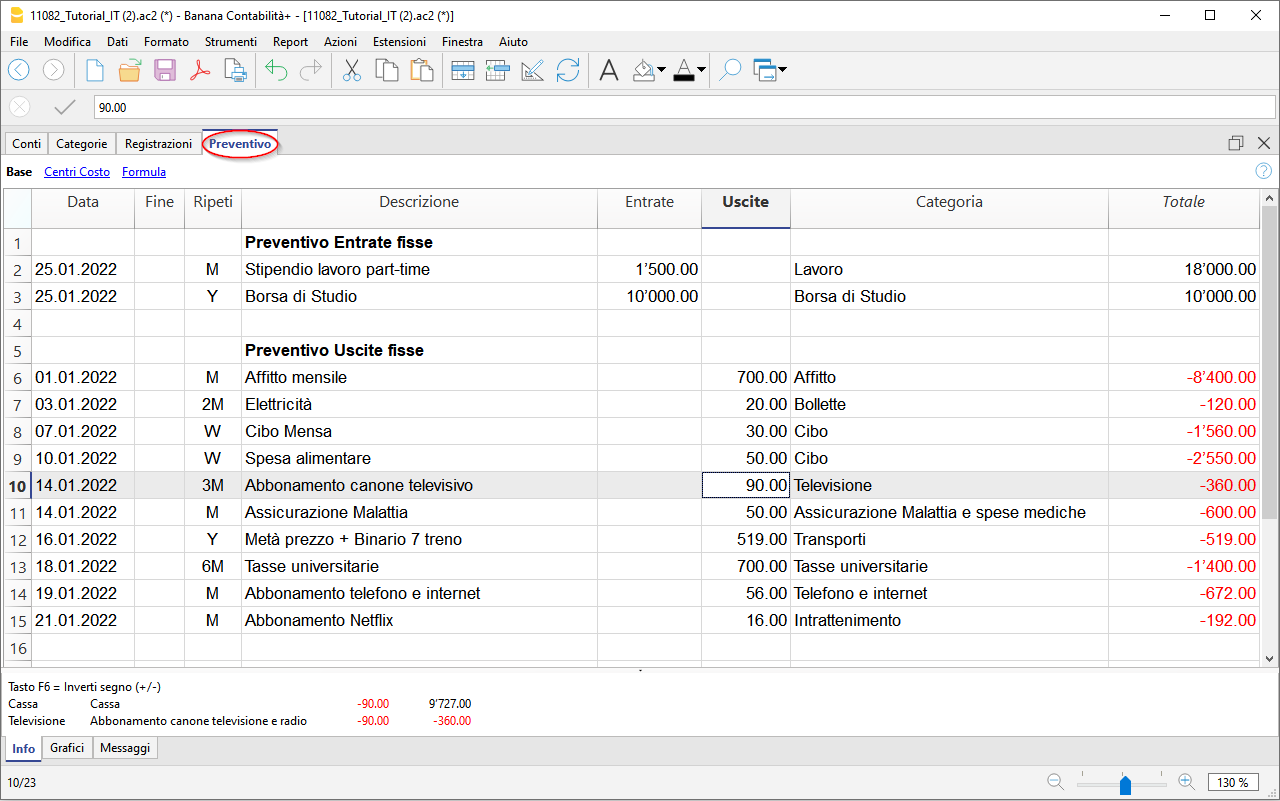 11082_Tutorial_IT (2).ac2 (*) - Banana Contabilità+ - [11082_Tutorial_IT (2).ac2 (*)]
File Modifica Dati Formato Strumenti Report Azioni Estensioni Finestra Aiuto
90.00
Conti Categorie Registrazioni Preventivo
Base Centri Costo Formula
Data Fine Ripeti Descrizione Entrate Uscite Categoria Totale
1 Preventivo Entrate fisse
2 25.01.2022 M Stipendio lavoro part-time 1’500.00 Lavoro 18’000.00
3 25.01.2022 Y Borsa di Studio 10’000.00 Borsa di Studio 10’000.00
4
5 Preventivo Uscite fisse
6 01.01.2022 M Affitto mensile 700.00 Affitto -8’400.00
7 03.01.2022 2M Elettricità 20.00 Bollette -120.00
8 07.01.2022 W Cibo Mensa 30.00 Cibo -1’560.00
9 10.01.2022 W Spesa alimentare 50.00 Cibo -2’550.00
10 14.01.2022 3M Abbonamento canone televisivo 90.00 Televisione -360.00
11 14.01.2022 M Assicurazione Malattia 50.00 Assicurazione Malattia e spese mediche -600.00
12 16.01.2022 Y Metà prezzo + Binario 7 treno 519.00 Transporti -519.00
13 18.01.2022 6M Tasse universitarie 700.00 Tasse universitarie -1’400.00
14 19.01.2022 M Abbonamento telefono e internet 56.00 Telefono e internet -672.00
15 21.01.2022 M Abbonamento Netflix 16.00 Intrattenimento -192.00
16
Tasto F6 = Inverti segno (+/-)
Cassa Cassa -90.00 9’727.00
Televisione Abbonamento canone televisione e radio -90.00 -360.00
Info Grafici Messaggi
10/23 130 %